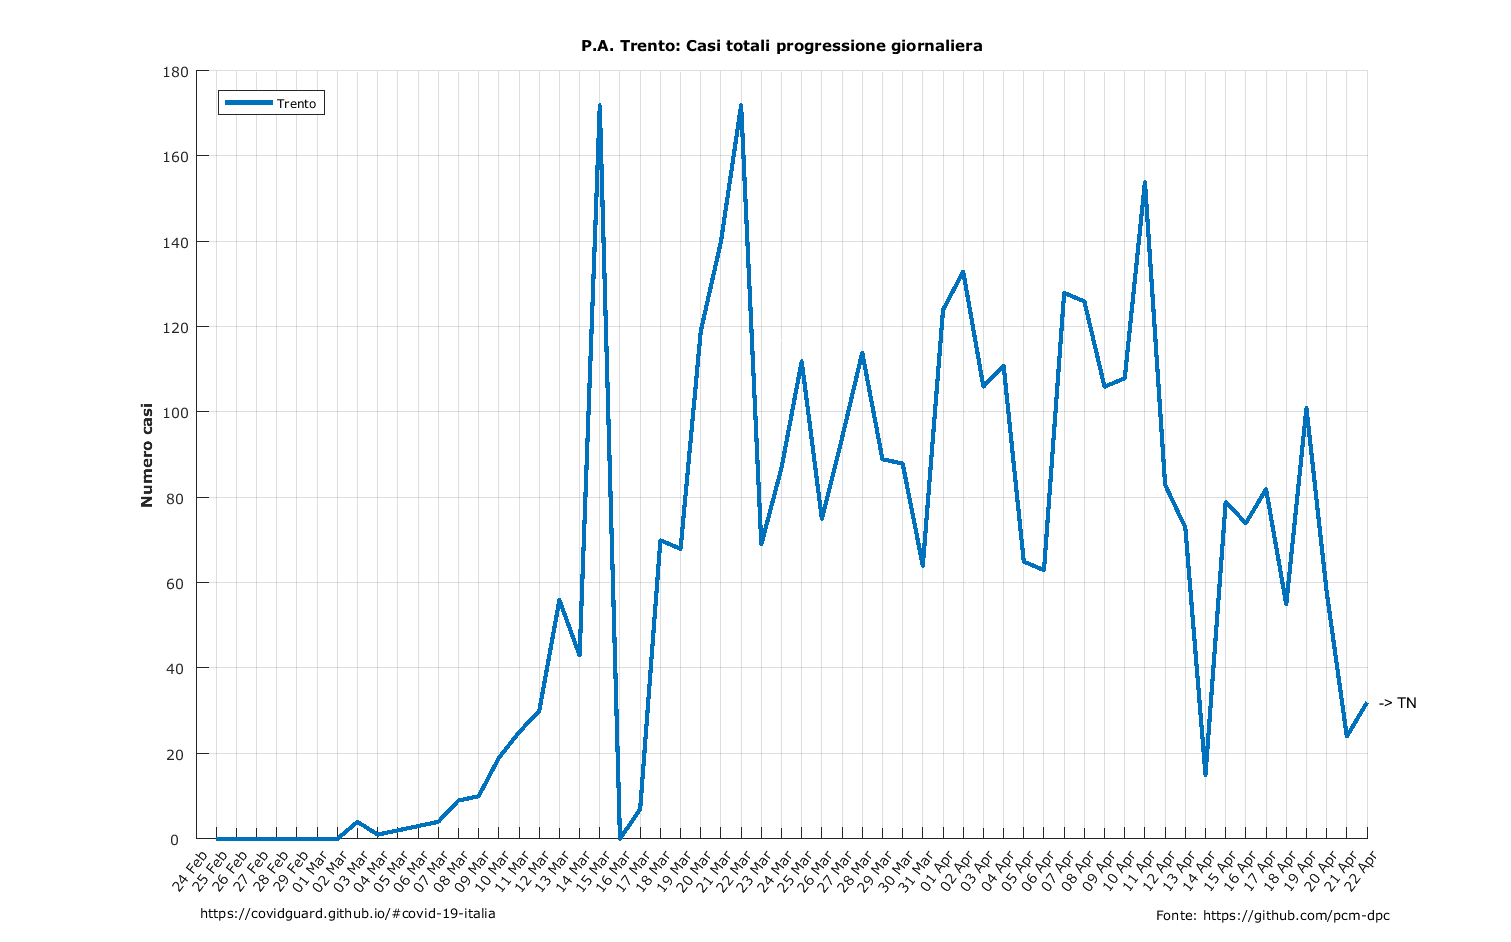 P.A. Trento: Casi totali progressione giornaliera
180
Trento
160
140
120
100
80
60
40
20
0
Numero casi
-> TN
24 Feb
25 Feb
26 Feb
27 Feb
28 Feb
29 Feb
01 Mar
02 Mar
03 Mar
04 Mar
05 Mar
06 Mar
07 Mar
08 Mar
09 Mar
10 Mar
11 Mar
12 Mar
13 Mar
14 Mar
15 Mar
16 Mar
17 Mar
18 Mar
19 Mar
20 Mar
21 Mar
22 Mar
23 Mar
24 Mar
25 Mar
26 Mar
27 Mar
28 Mar
29 Mar
30 Mar
31 Mar
01 Apr
02 Apr
03 Apr
04 Apr
05 Apr
06 Apr
07 Apr
08 Apr
09 Apr
10 Apr
11 Apr
12 Apr
13 Apr
14 Apr
15 Apr
16 Apr
17 Apr
18 Apr
19 Apr
20 Apr
21 Apr
22 Apr
https://covidguard.github.io/#covid-19-italia
Fonte: https://github.com/pcm-dpc